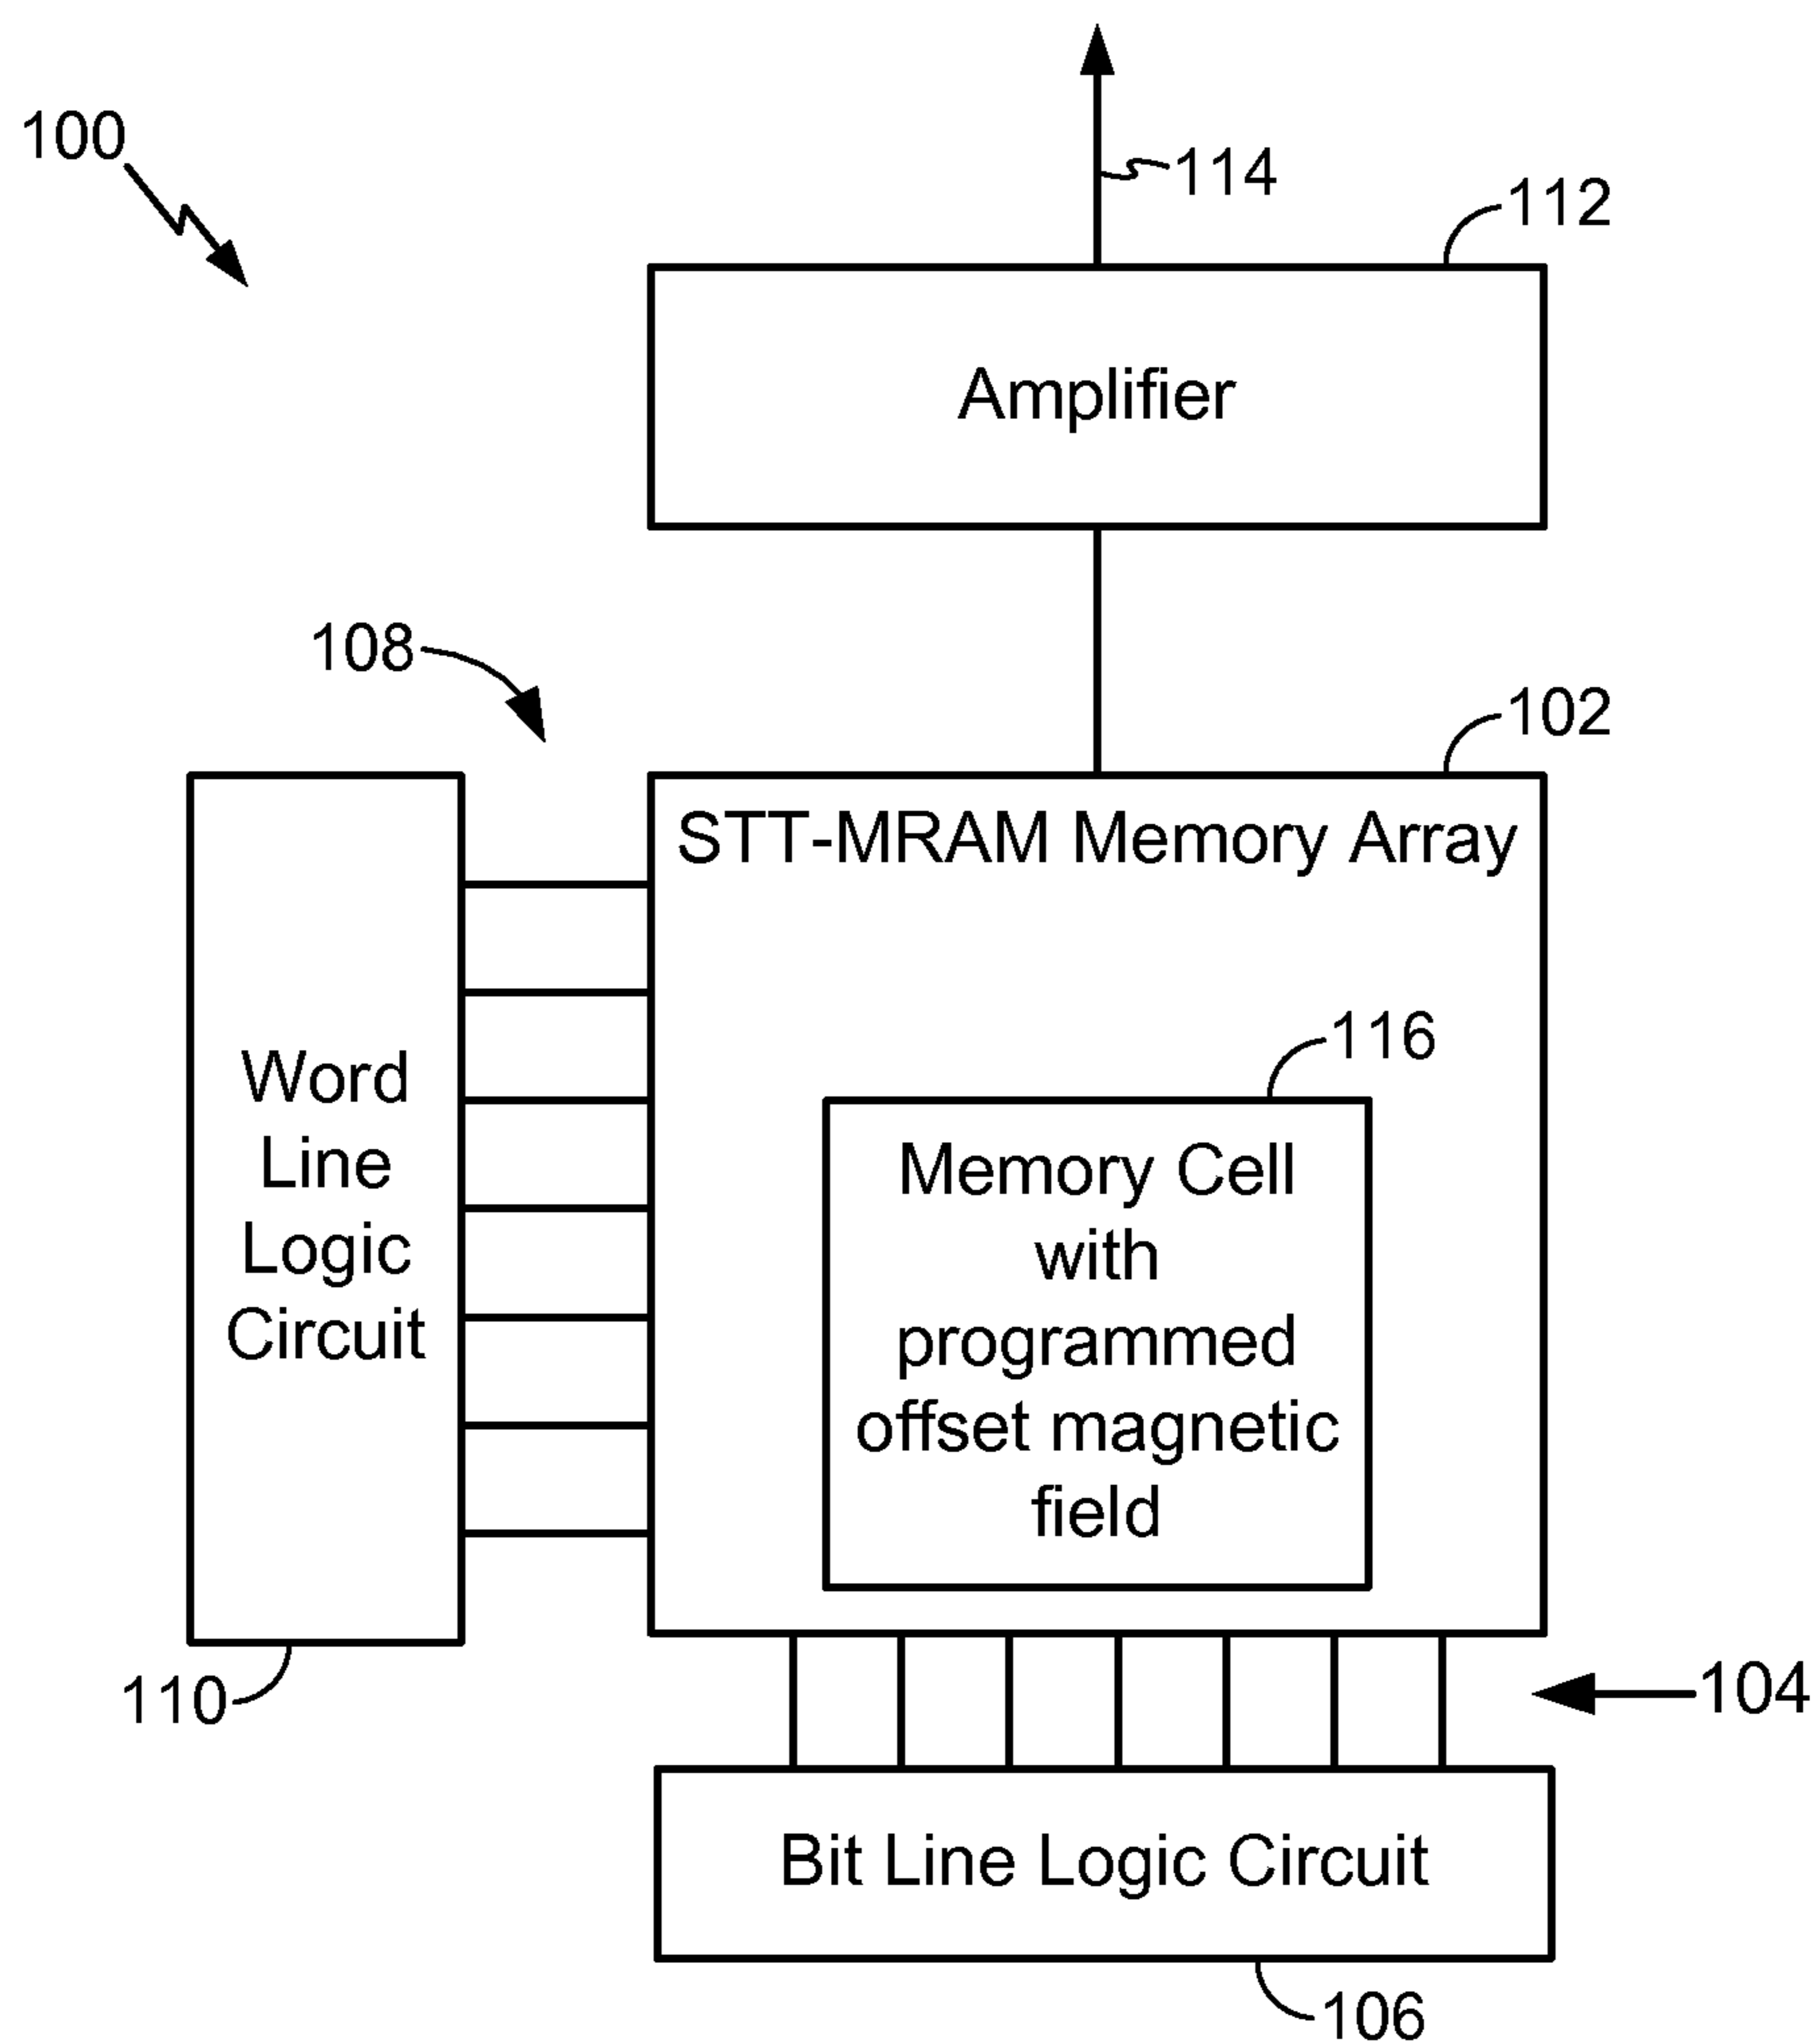 100
114
112
Amplifier
108
102
STT-MRAM Memory Array
116
Word
Line
Logic
Circuit
Memory Cell
with
programmed
offset magnetic
field
110
104
Bit Line Logic Circuit
106